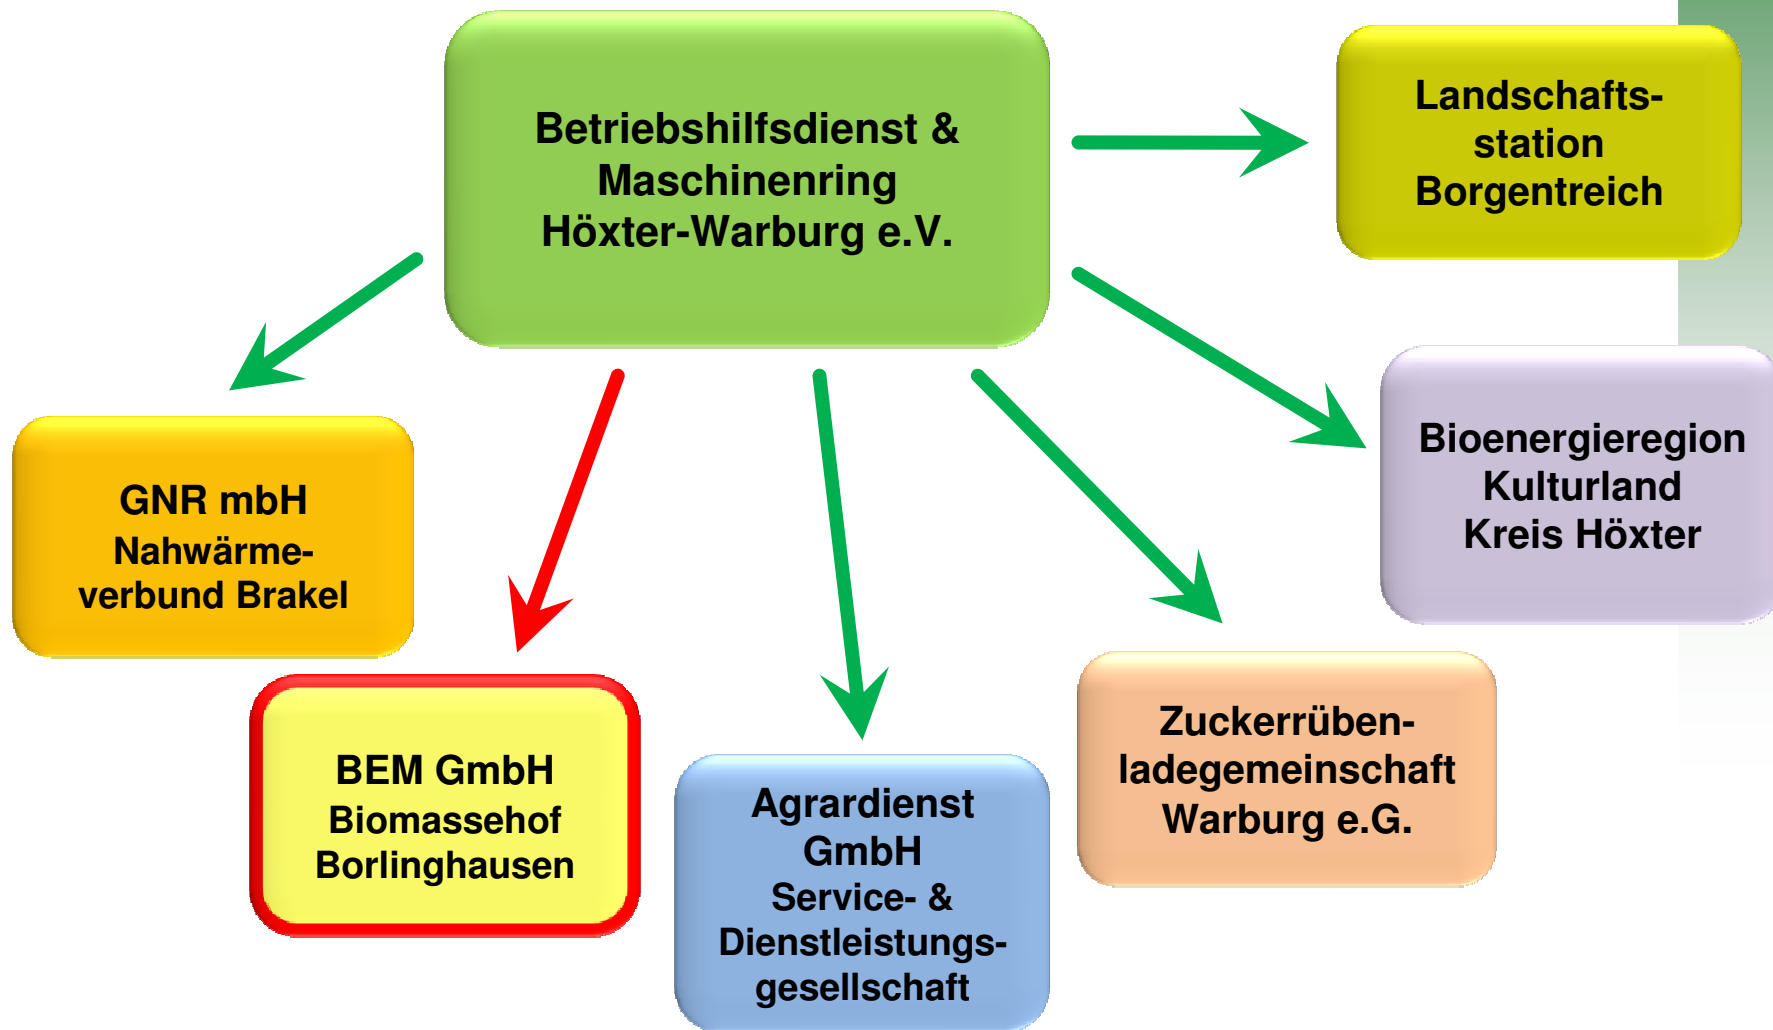 Betriebshilfsdienst &
Maschinenring
Höxter-Warburg e.V.
Landschafts-
station
Borgentreich
Bioenergieregion
Kulturland
Kreis Höxter
GNR mbH
Nahwärme-
verbund Brakel
BEM GmbH
Biomassehof
Borlinghausen
Agrardienst
GmbH
Service- &
Dienstleistungs-
gesellschaft
Zuckerrüben-
ladegemeinschaft
Warburg e.G.